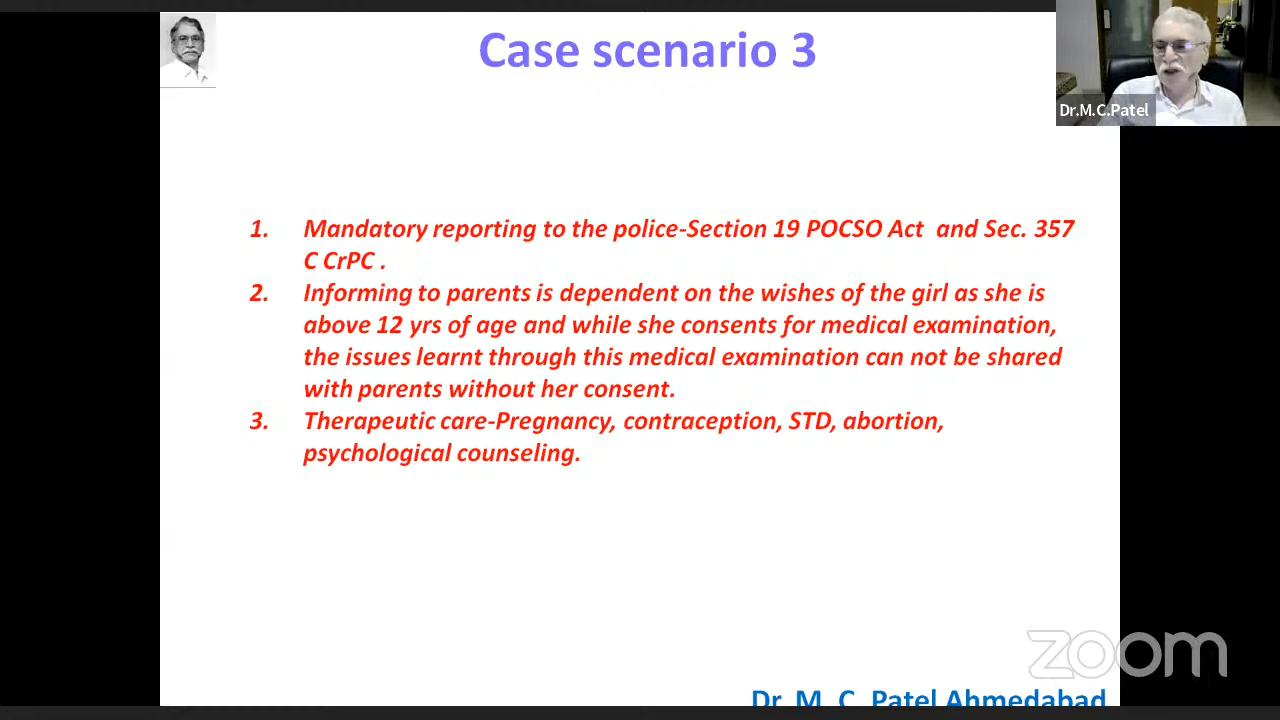 Case scenario 3
Dr.M.C.Patel
1. Mandatory reporting to the police-Section 19 POCSO Act and Sec. 357
C CrPC .
2. Informing to parents is dependent on the wishes of the girl as she is
above 12 yrs of age and while she consents for medical examination,
the issues learnt through this medical examination can not be shared
with parents without her consent.
3. Therapeutic care-Pregnancy, contraception, STD, abortion,
psychological counseling.
zoom
Dr. M. C. Patel Ahmedabad